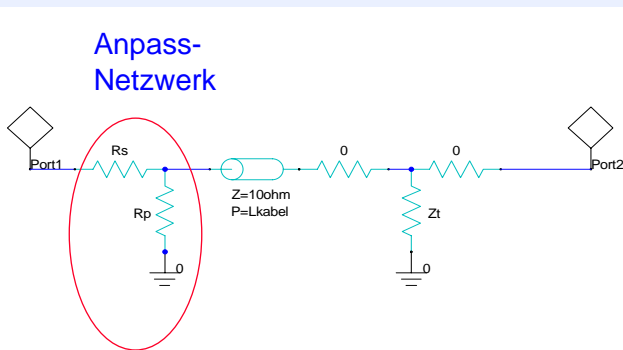 Anpass-
Netzwerk
Port1
Rs
0
0
Port2
Rp
Z=10ohm
P=Lkabel
Zt
0
0